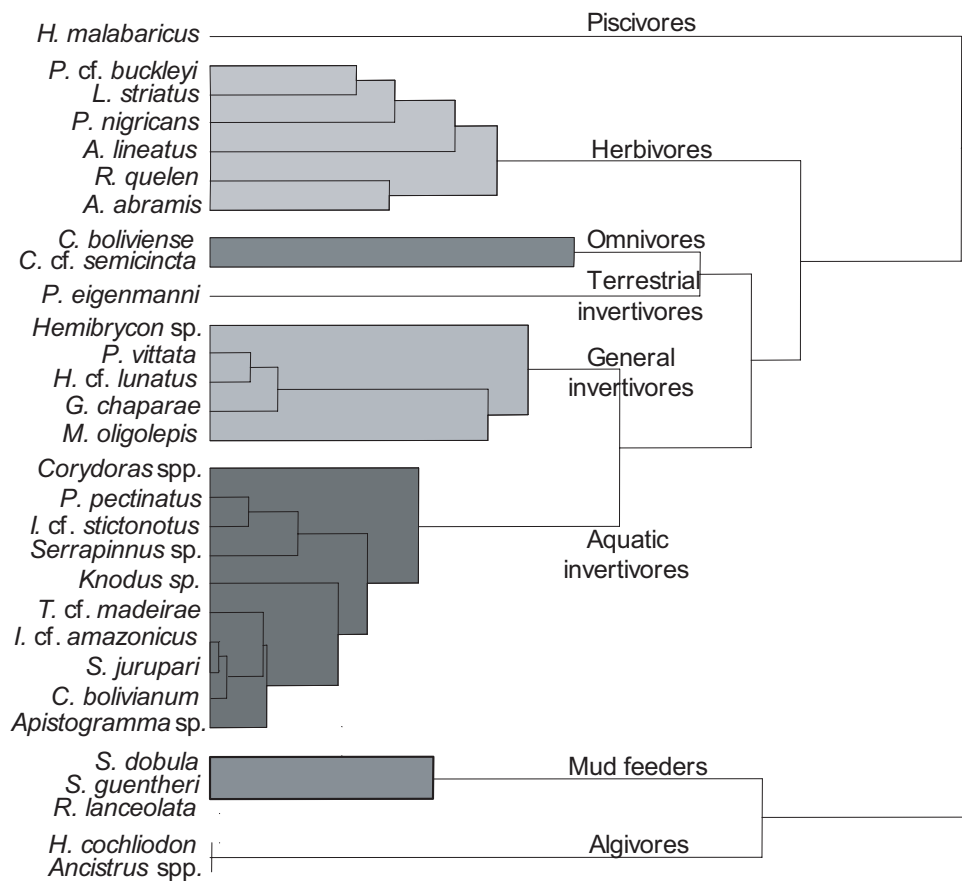 Piscivores
H. malabaricus
P. cf. buckleyi
L. striatus
P. nigricans
A. lineatus
Herbivores
R. quelen
A. abramis
C. boliviense
Omnivores
C. cf. semicincta
Terrestrial
invertivores
P. eigenmanni
Hemibrycon sp.
P. vittata
General
invertivores
H. cf. lunatus
G. chaparae
M. oligolepis
Corydoras spp.
P. pectinatus
I. cf. stictonotus
Serrapinnus sp.
Aquatic
invertivores
Knodus sp.
T. cf. madeirae
I. cf. amazonicus
S. jurupari
C. bolivianum
Apistogramma sp.
S. dobula
Mud feeders
S. guentheri
R. lanceolata
H. cochliodon
Algivores
Ancistrus spp.